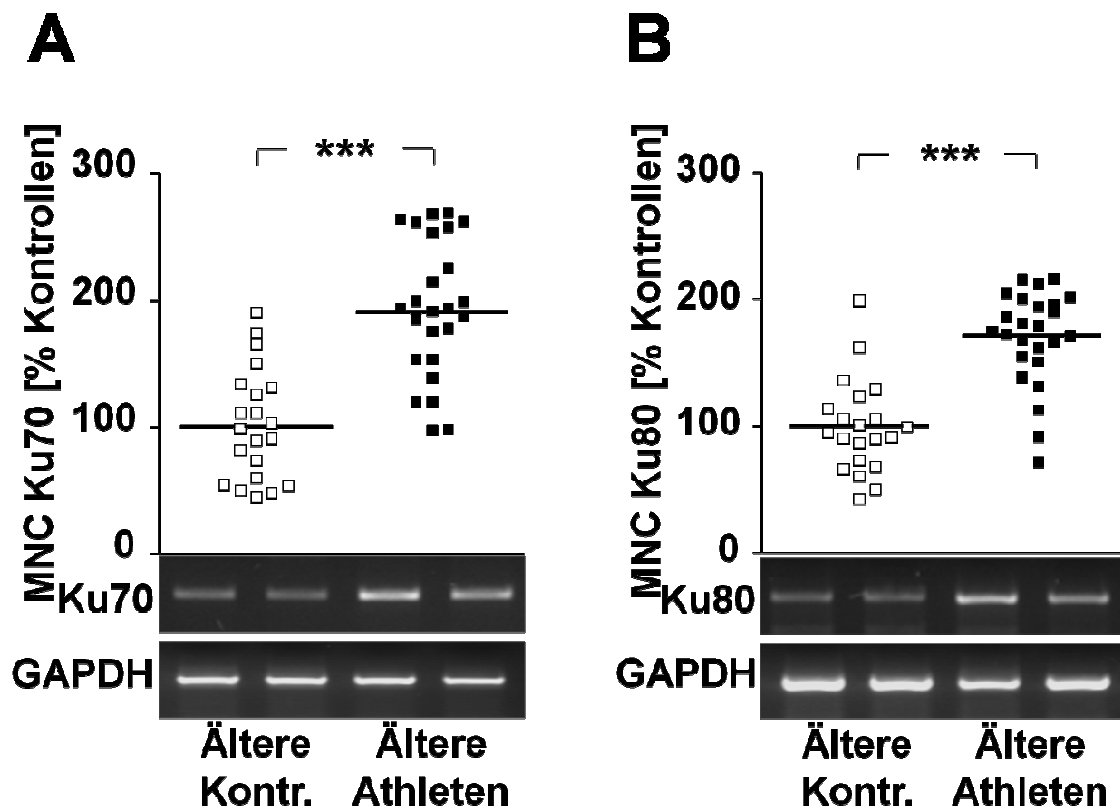 A
MNC Ku70 [% Kontrollen]
***
300
200
100
0
Ku70
GAPDH
Ältere Ältere
Kontr. Athleten
B
MNC Ku80 [% Kontrollen]
***
300
200
100
0
Ku80
GAPDH
Ältere Ältere
Kontr. Athleten